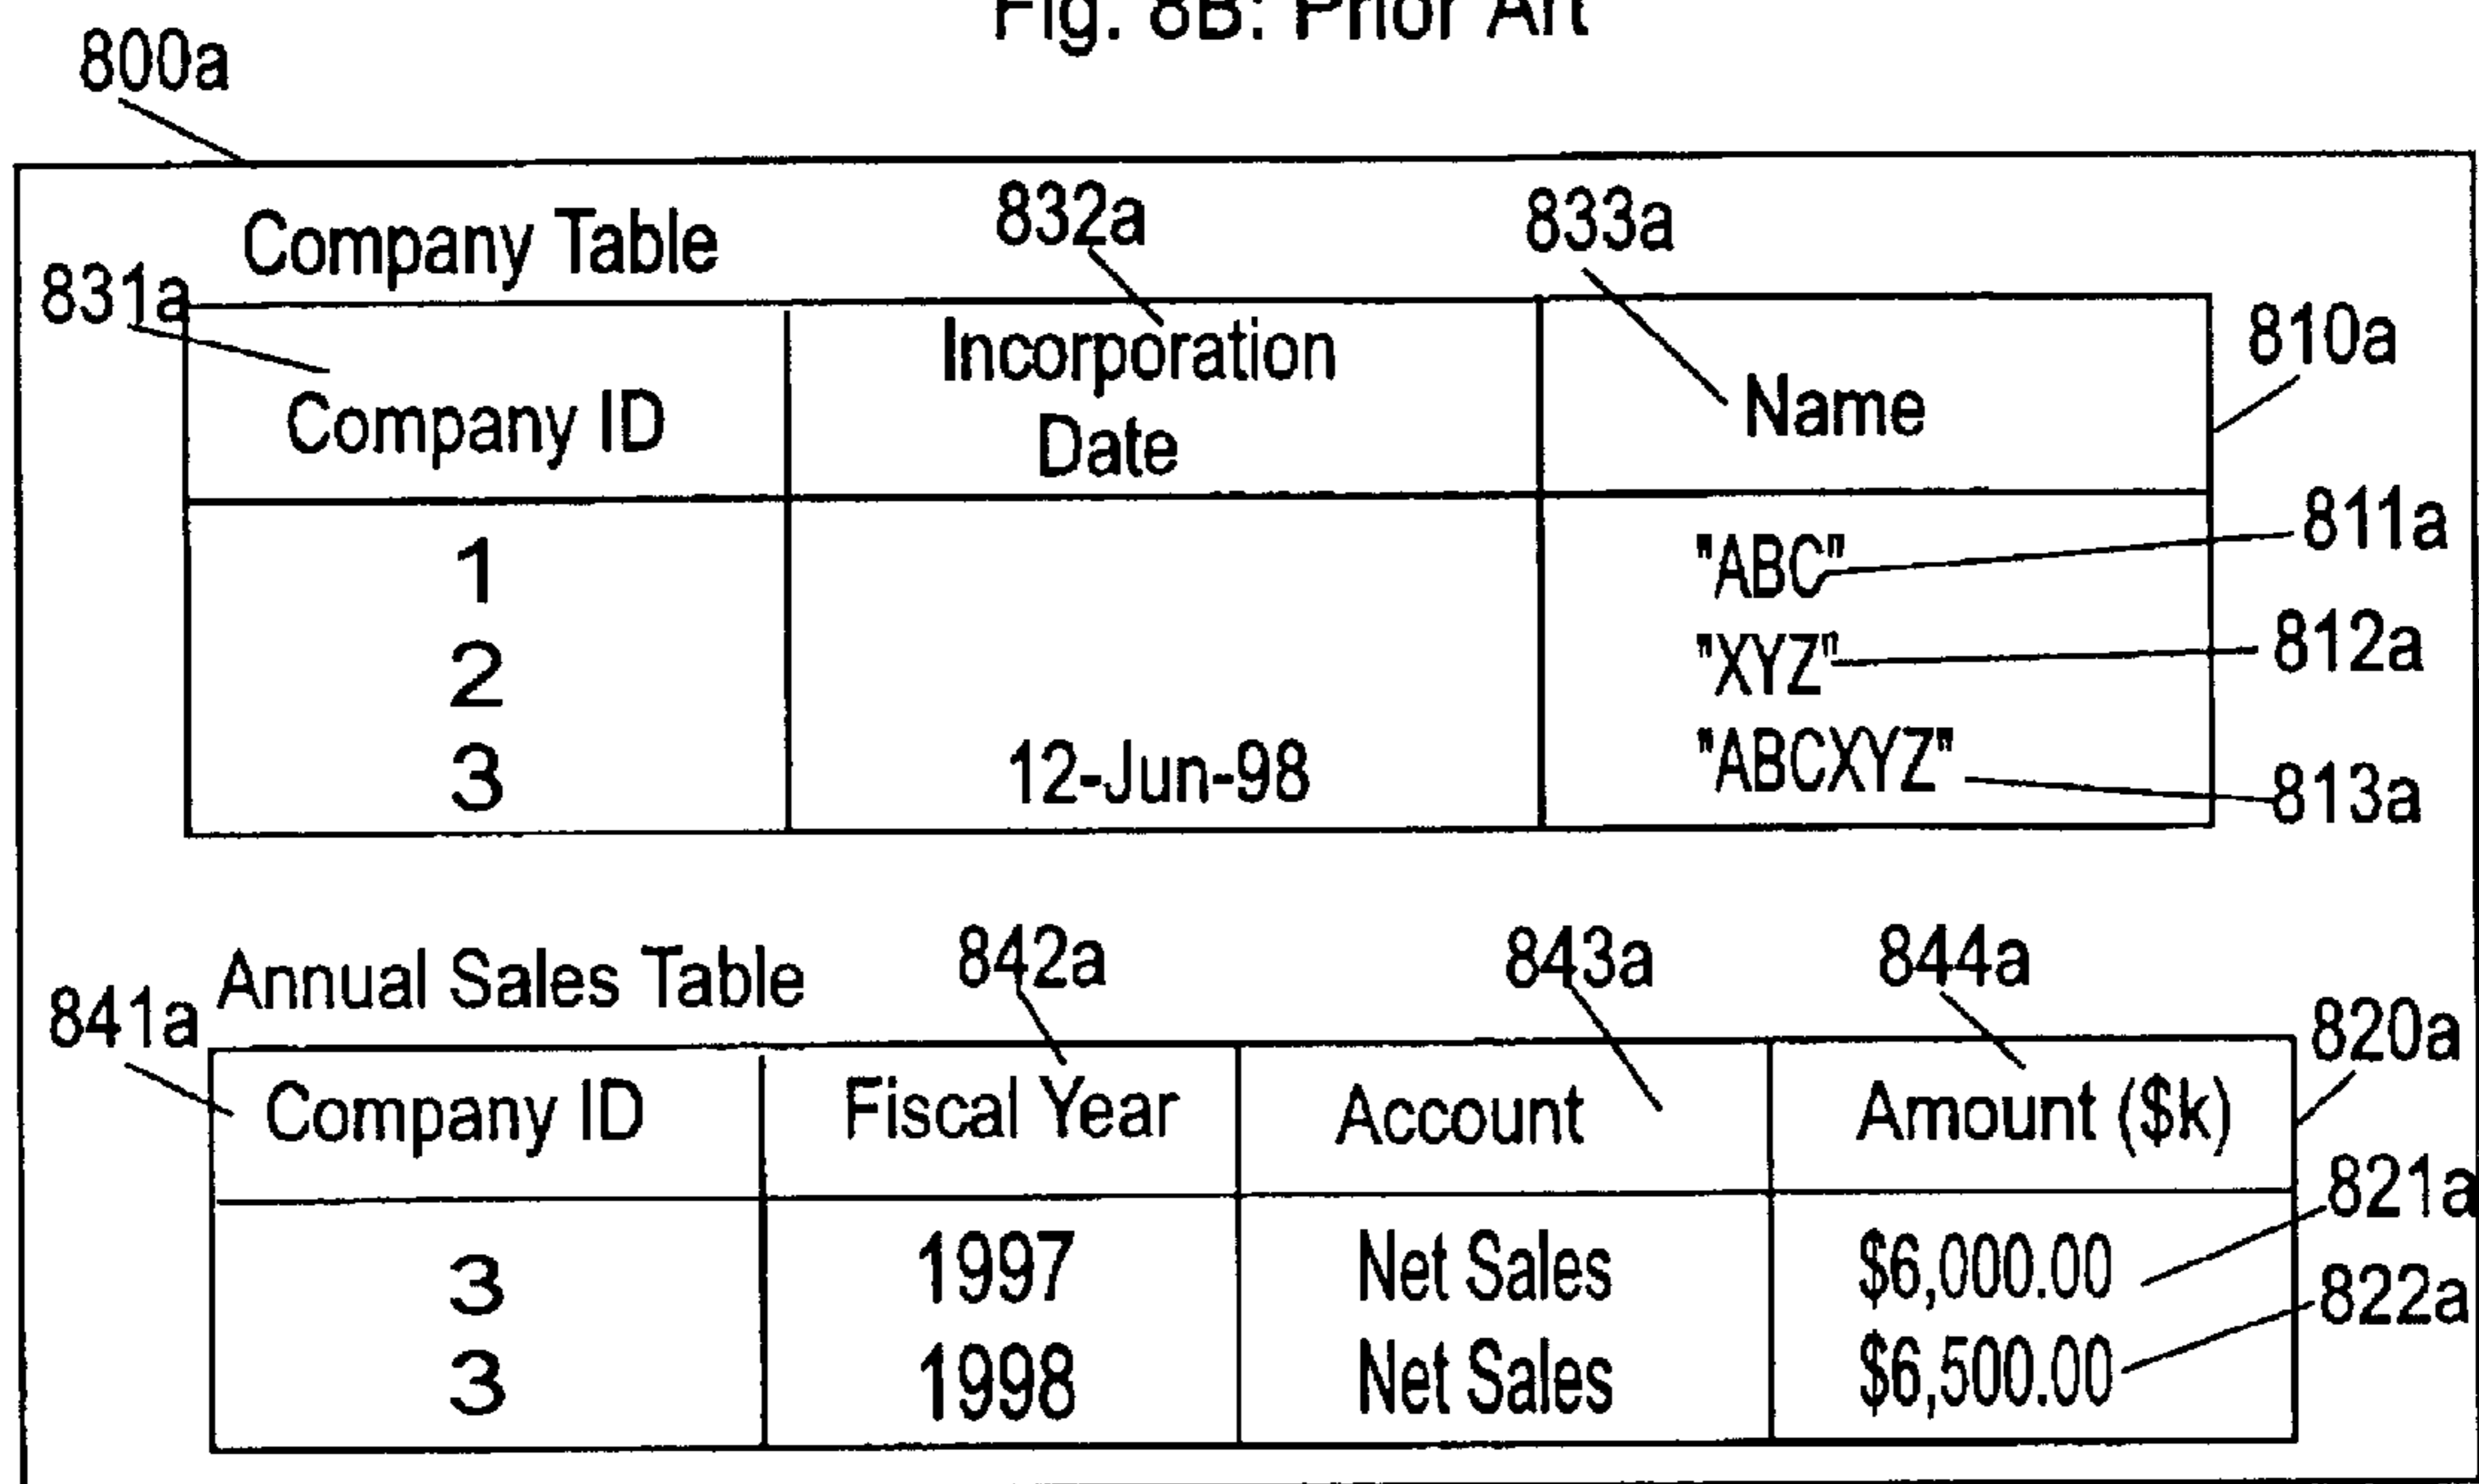 Fig. 8B: Prior Art
800a
Company Table 832a 833a
831a
Company ID Incorporation Date Name 810a
1 "ABC" 811a
2 "XYZ" 812a
3 12-Jun-98 "ABCXYZ" 813a
Annual Sales Table 842a 843a 844a
841a 820a
Company ID Fiscal Year Account Amount ($k)
821a
3 1997 Net Sales $6,000.00
822a
3 1998 Net Sales $6,500.00